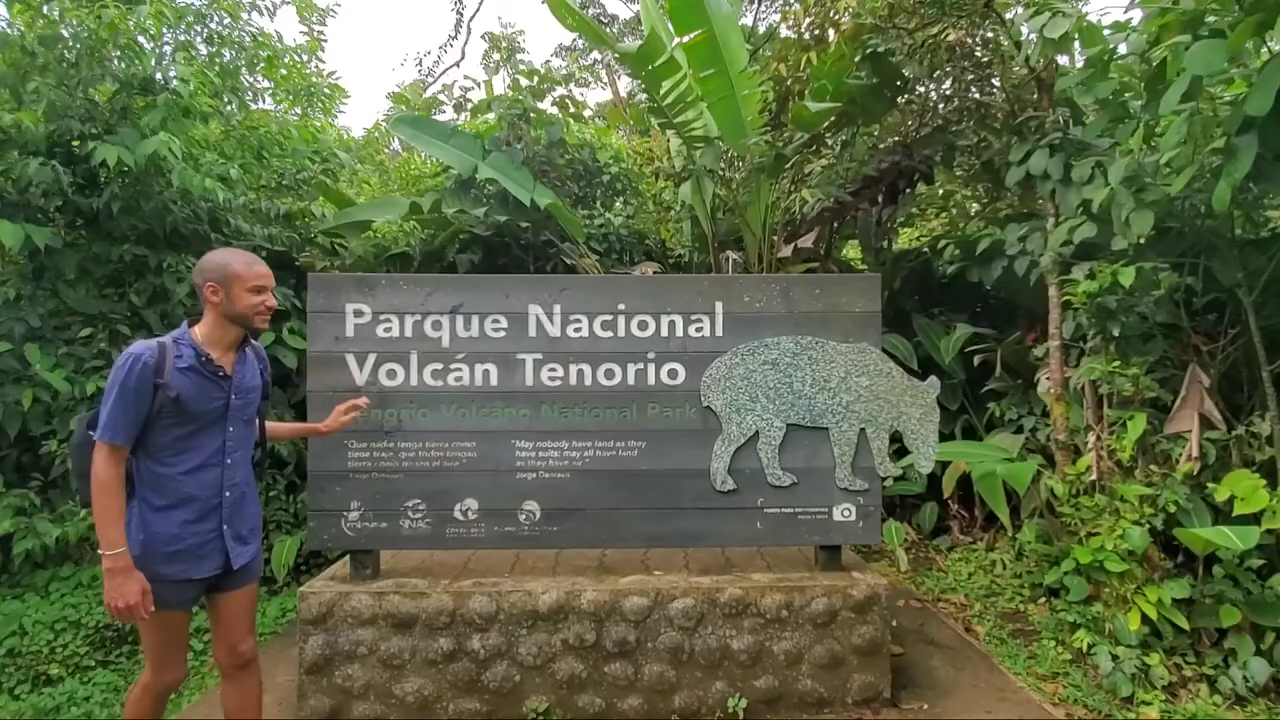 Parque Nacional
Volcán Tenorio
enorio Volcano National Park
"Que nadie tenga tierra como
tiene traje, que todos tengan
tierra como tienen el aire."
"May nobody have land as they
have suits: may all have land
as they have air."
Jorge Debravo
SINAC